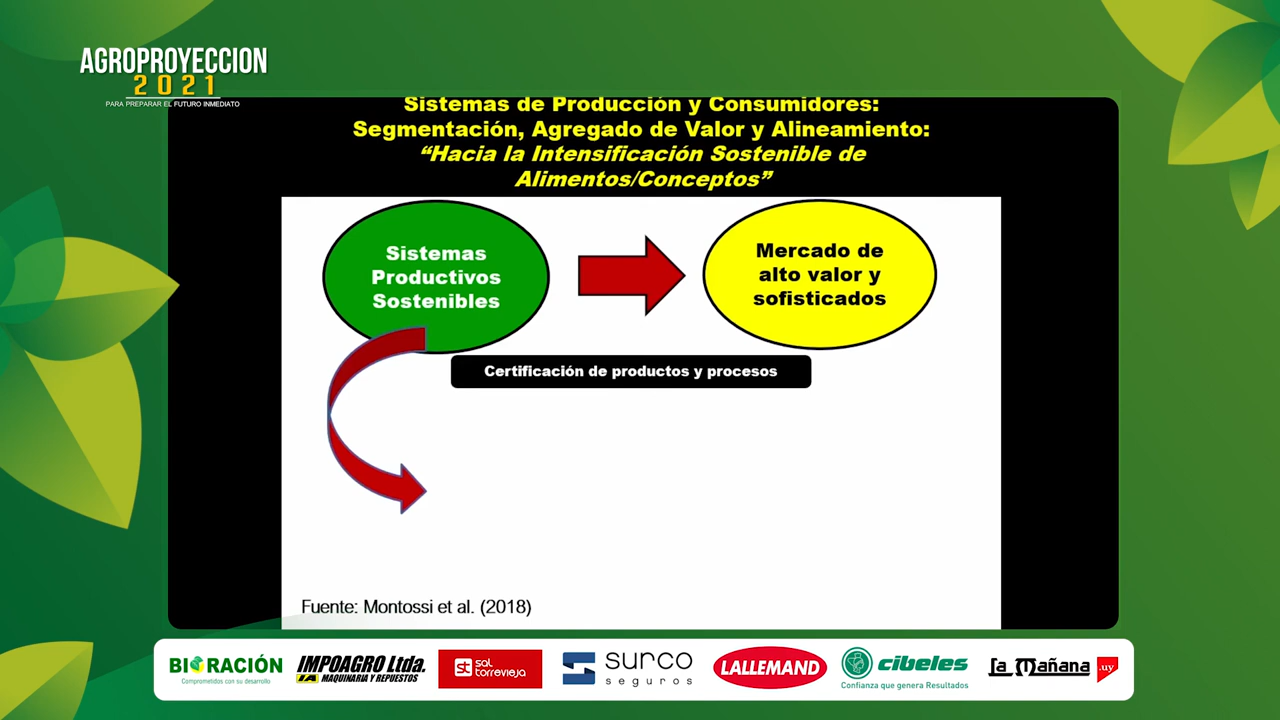 AGROPROYECCION
2021
PARA PREPARAR EL FUTURO INMEDIATO
Sistemas de Producción y Consumidores:
Segmentación, Agregado de Valor y Alineamiento:
“Hacia la Intensificación Sostenible de
Alimentos/Conceptos”
Sistemas
Productivos
Sostenibles
Mercado de
alto valor y
sofisticados
Certificación de productos y procesos
Fuente: Montossi et al. (2018)
BIORACIÓN
Comprometidos con su desarrollo
IMPOAGRO Ltda.
IA MAQUINARIA Y REPUESTOS
st sal
torrevieja
surco
seguros
LALLEMAND
cibeles
Confianza que genera Resultados
La Mañana .uy